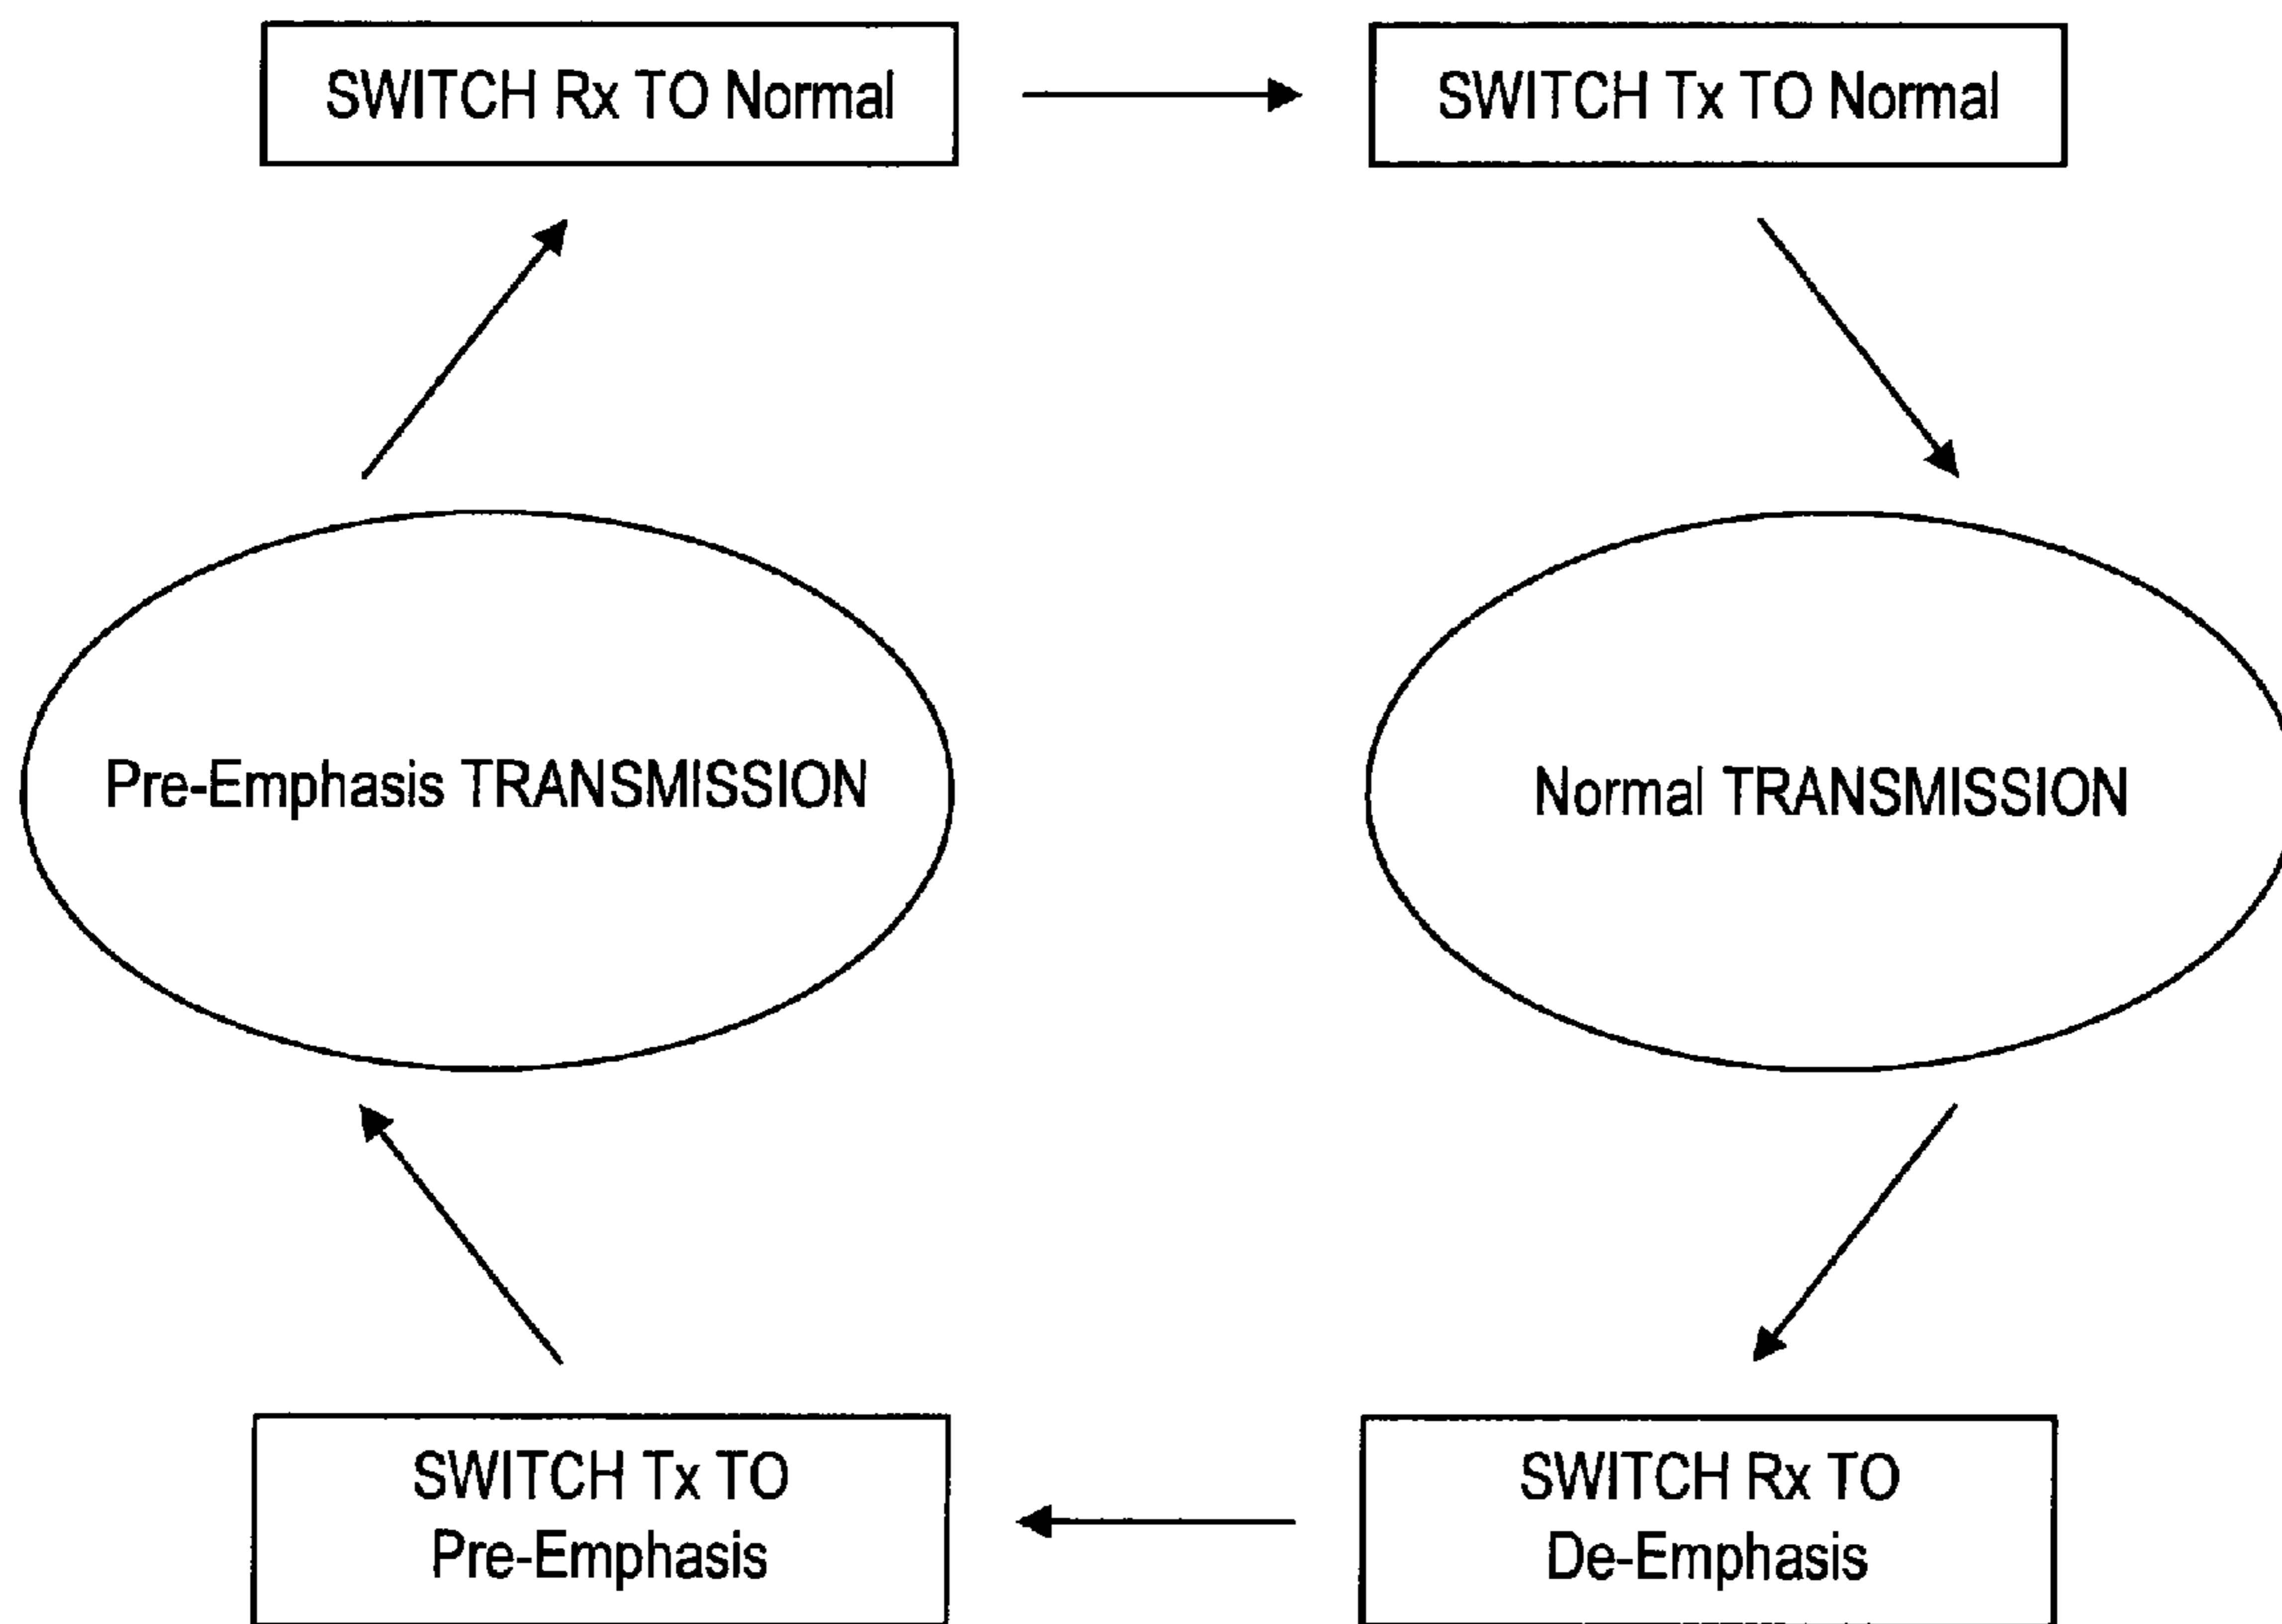 SWITCH Rx TO Normal
SWITCH Tx TO Normal
Pre-Emphasis TRANSMISSION
Normal TRANSMISSION
SWITCH Tx TO
Pre-Emphasis
SWITCH Rx TO
De-Emphasis